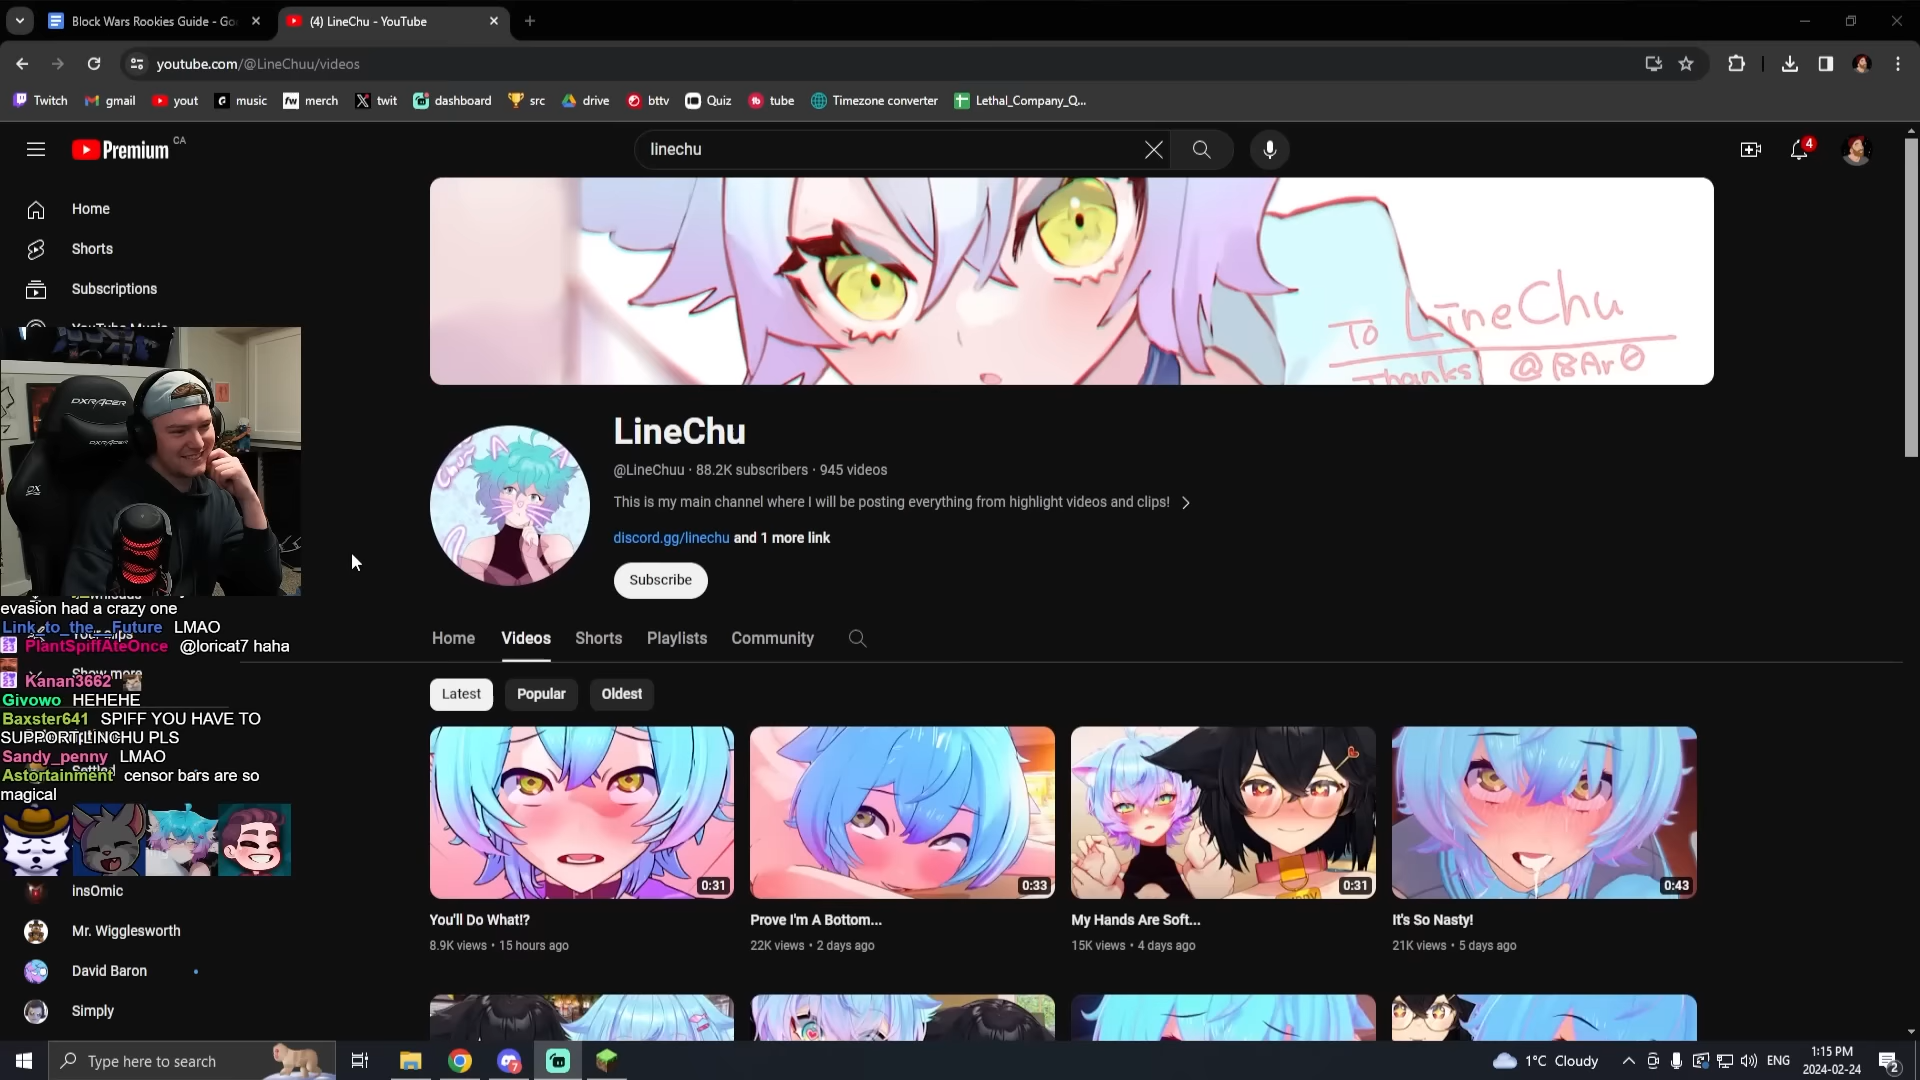 Block Wars Rookies Guide - Go
(4) LineChu - YouTube
youtube.com/@LineChuu/videos
Twitch
gmail
yout
music
merch
twit
dashboard
src
drive
bttv
Quiz
tube
Timezone converter
Lethal_Company_Q...
Premium CA
linechu
4
Home
Shorts
Subscriptions
To LineChu
Thanks @BAr0
DXRACER
LineChu
@LineChuu · 88.2K subscribers · 945 videos
This is my main channel where I will be posting everything from highlight videos and clips!
discord.gg/linechu and 1 more link
Subscribe
evasion had a crazy one
Link_to_the__Future LMAO
PlantSpiffAteOnce @loricat7 haha
Show more
Kanan3662
Givowo HEHEHE
Baxster641 SPIFF YOU HAVE TO
SUPPORT LINCHU PLS
Sandy_penny LMAO
Astortainment censor bars are so
magical
Home
Videos
Shorts
Playlists
Community
Latest
Popular
Oldest
0:31
0:33
0:31
0:43
You'll Do What!?
8.9K views • 15 hours ago
Prove I'm A Bottom...
22K views • 2 days ago
My Hands Are Soft...
15K views • 4 days ago
It's So Nasty!
21K views • 5 days ago
insOmic
Mr. Wigglesworth
David Baron
Simply
Type here to search
7
1°C Cloudy
ENG
1:15 PM
2024-02-24
2